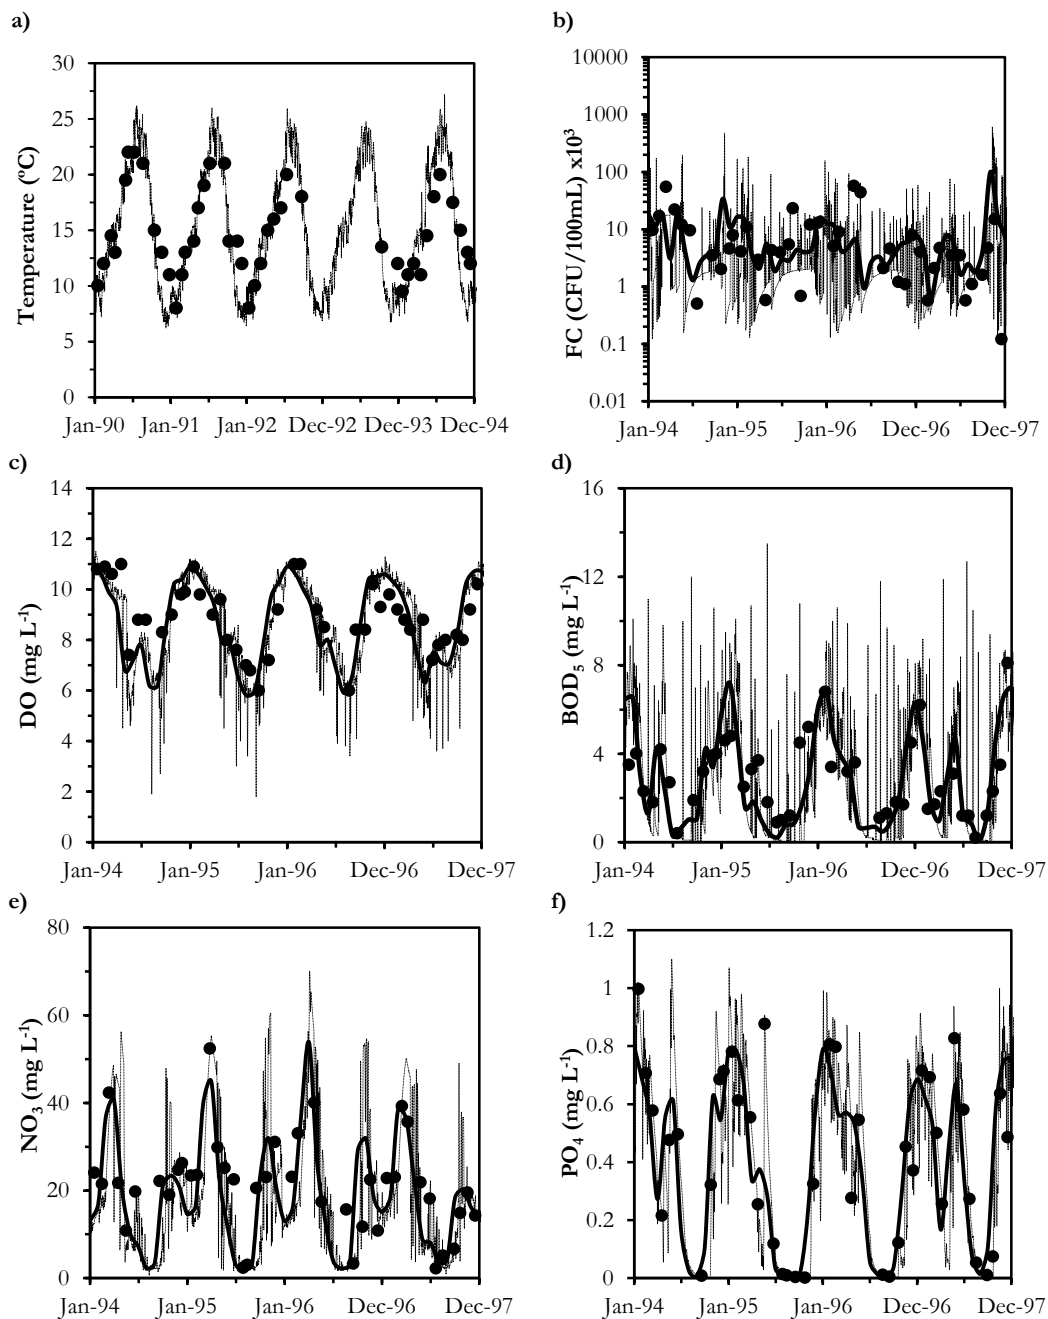 a)
30
25
20
15
10
5
0
Temperature (ºC)
Jan-90 Jan-91 Jan-92 Dec-92 Dec-93 Dec-94
b)
10000
1000
100
10
1
0.1
0.01
FC (CFU/100mL) x10³
Jan-94 Jan-95 Jan-96 Dec-96 Dec-97
c)
14
12
10
8
6
4
2
0
DO (mg L⁻¹)
Jan-94 Jan-95 Jan-96 Dec-96 Dec-97
d)
16
12
8
4
0
BOD₅ (mg L⁻¹)
Jan-94 Jan-95 Jan-96 Dec-96 Dec-97
e)
80
60
40
20
0
NO₃ (mg L⁻¹)
Jan-94 Jan-95 Jan-96 Dec-96 Dec-97
f)
1.2
1
0.8
0.6
0.4
0.2
0
PO₄ (mg L⁻¹)
Jan-94 Jan-95 Jan-96 Dec-96 Dec-97